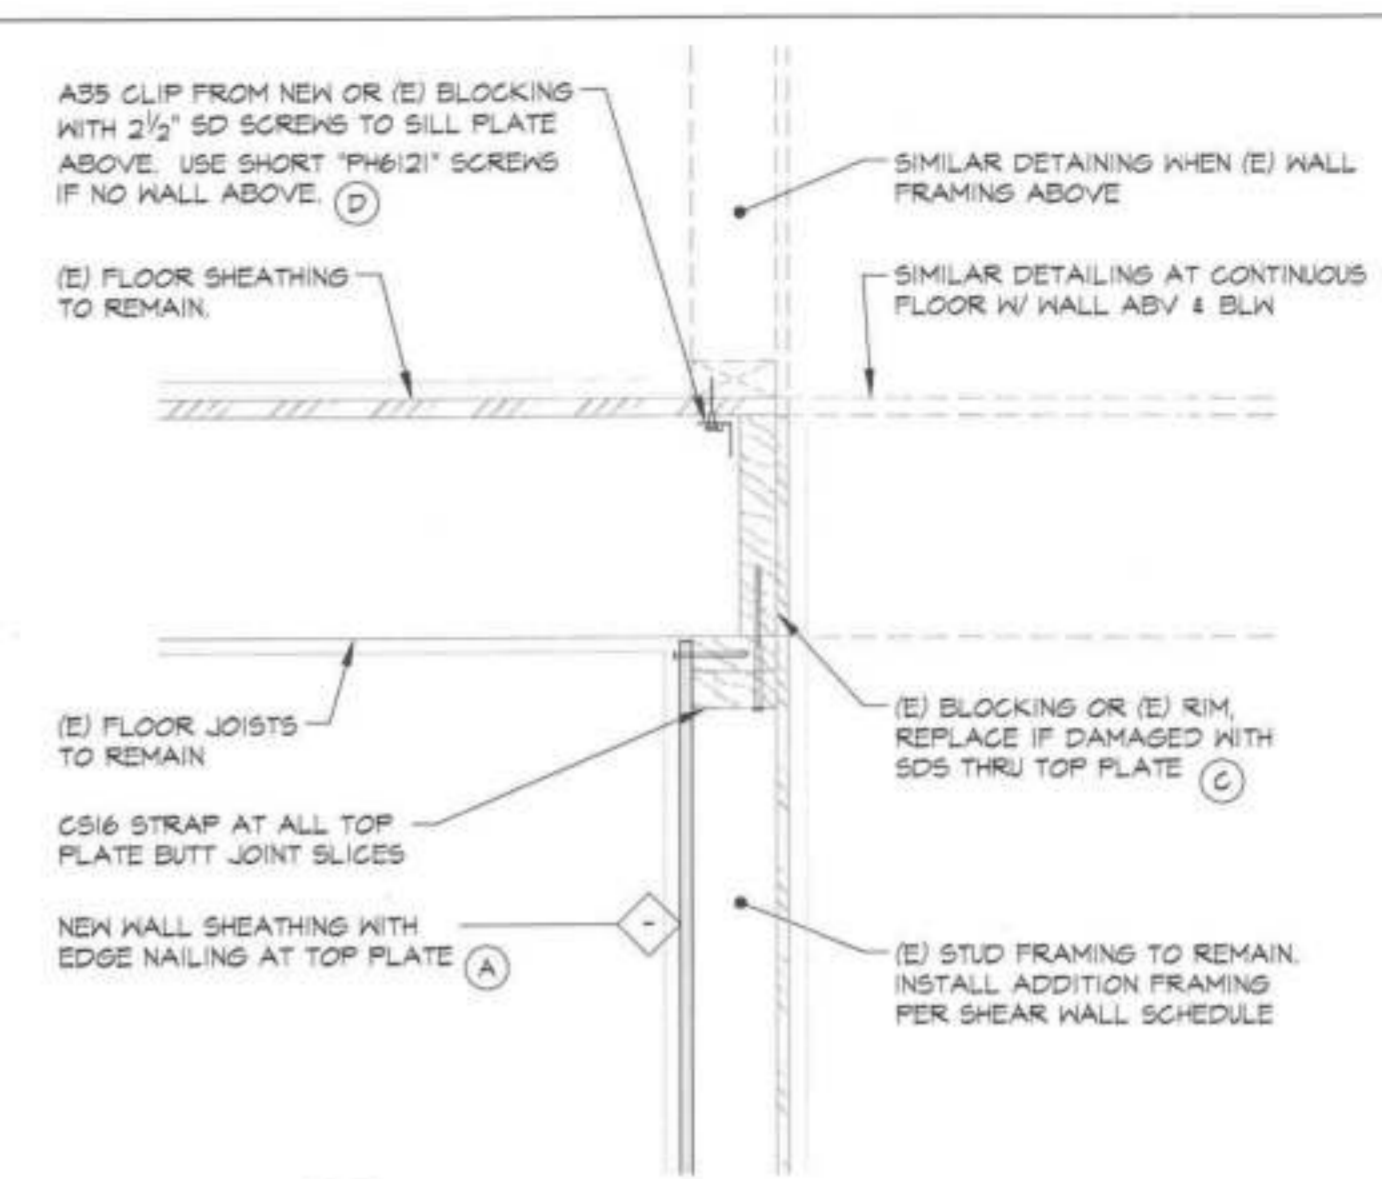 A35 CLIP FROM NEW OR (E) BLOCKING
WITH 2½" SD SCREWS TO SILL PLATE
ABOVE. USE SHORT "PH6121" SCREWS
IF NO WALL ABOVE. D
(E) FLOOR SHEATHING
TO REMAIN.
(E) FLOOR JOISTS
TO REMAIN
CS16 STRAP AT ALL TOP
PLATE BUTT JOINT SLICES
NEW WALL SHEATHING WITH
EDGE NAILING AT TOP PLATE A
-
SIMILAR DETAINING WHEN (E) WALL
FRAMING ABOVE
SIMILAR DETAILING AT CONTINUOUS
FLOOR W/ WALL ABV & BLW
(E) BLOCKING OR (E) RIM,
REPLACE IF DAMAGED WITH
SDS THRU TOP PLATE C
(E) STUD FRAMING TO REMAIN.
INSTALL ADDITION FRAMING
PER SHEAR WALL SCHEDULE